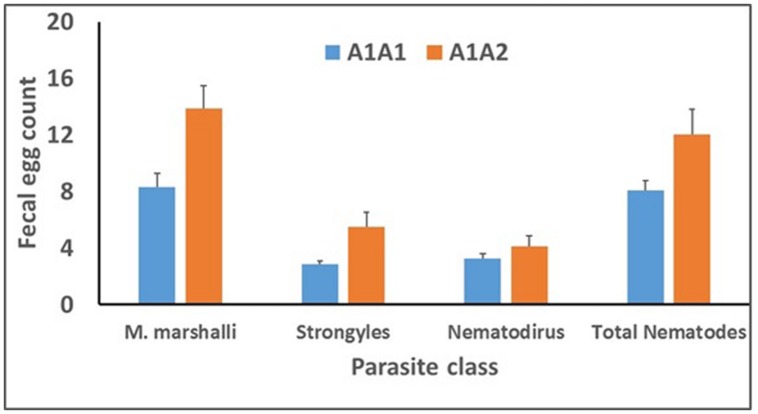 20
16
12
8
4
0
Fecal egg count
A1A1 A1A2
M. marshalli Strongyles Nematodirus Total Nematodes
Parasite class